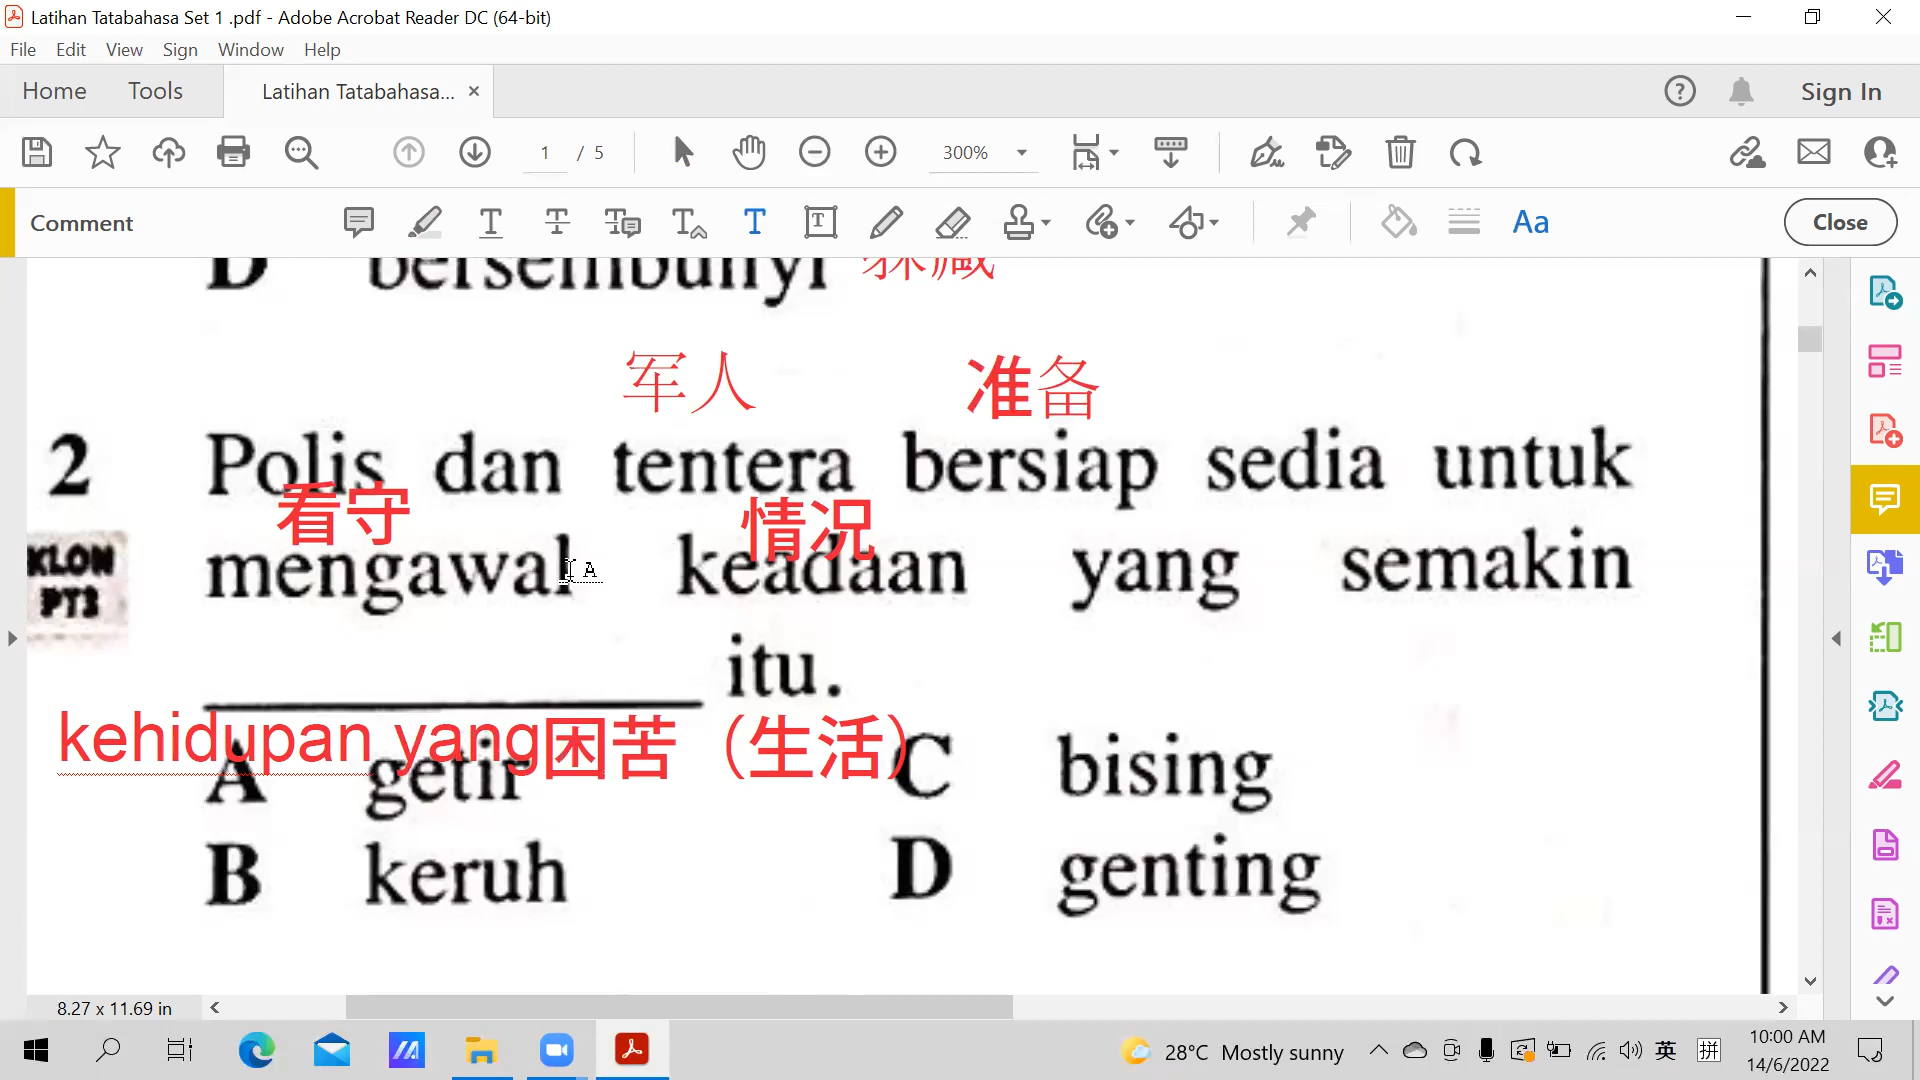 Latihan Tatabahasa Set 1 .pdf - Adobe Acrobat Reader DC (64-bit)
File Edit View Sign Window Help
Home Tools Latihan Tatabahasa... × Sign In
1 / 5 300%
Comment Aa Close
D bersembunyi 躲藏
军人 准备
2 Polis dan tentera bersiap sedia untuk
看守 情况
KLON PT3
mengawal keadaan yang semakin
itu.
kehidupan yang困苦（生活）
A getir C bising
B keruh D genting
8.27 x 11.69 in
28°C Mostly sunny 英 拼 10:00 AM
14/6/2022